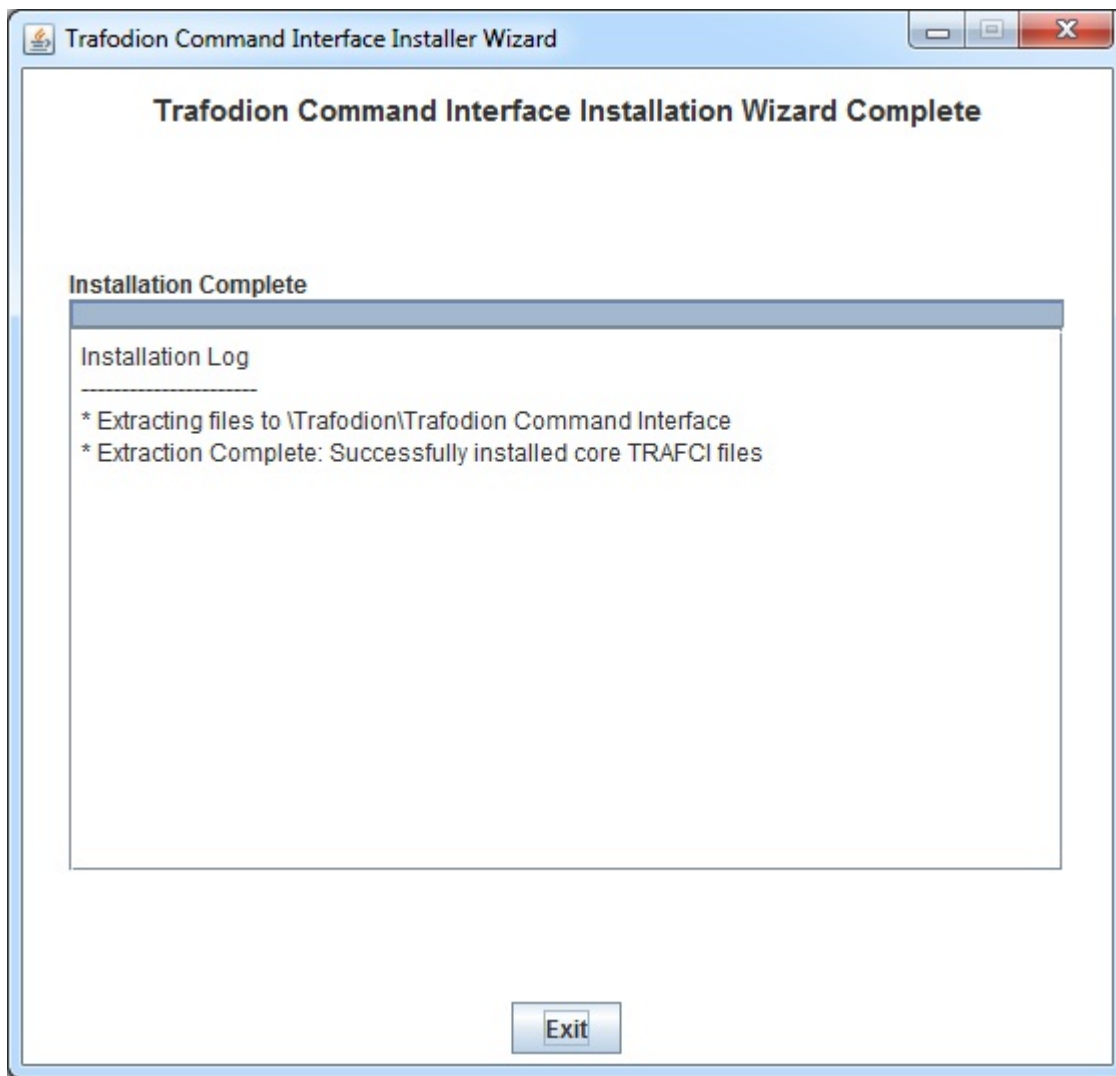 Trafodion Command Interface Installer Wizard
Trafodion Command Interface Installation Wizard Complete
Installation Complete
Installation Log
----------------------
* Extracting files to \Trafodion\Trafodion Command Interface
* Extraction Complete: Successfully installed core TRAFCI files
Exit